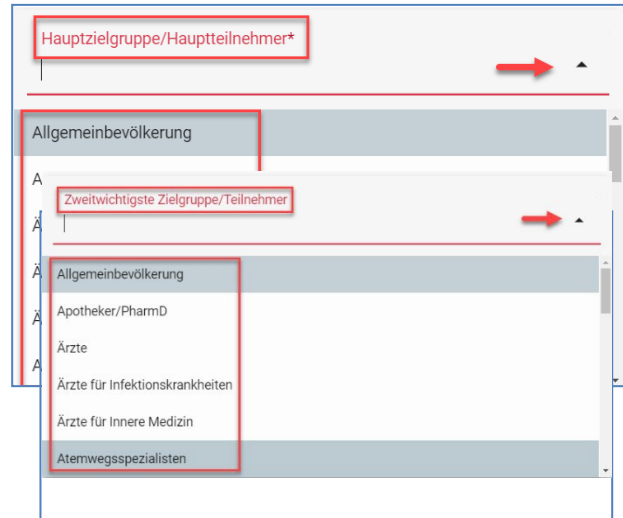 Hauptzielgruppe/Hauptteilnehmer*
Allgemeinbevölkerung
A
Ä
Ä
Ä
A
Zweitwichtigste Zielgruppe/Teilnehmer
Allgemeinbevölkerung
Apotheker/PharmD
Ärzte
Ärzte für Infektionskrankheiten
Ärzte für Innere Medizin
Atemwegsspezialisten